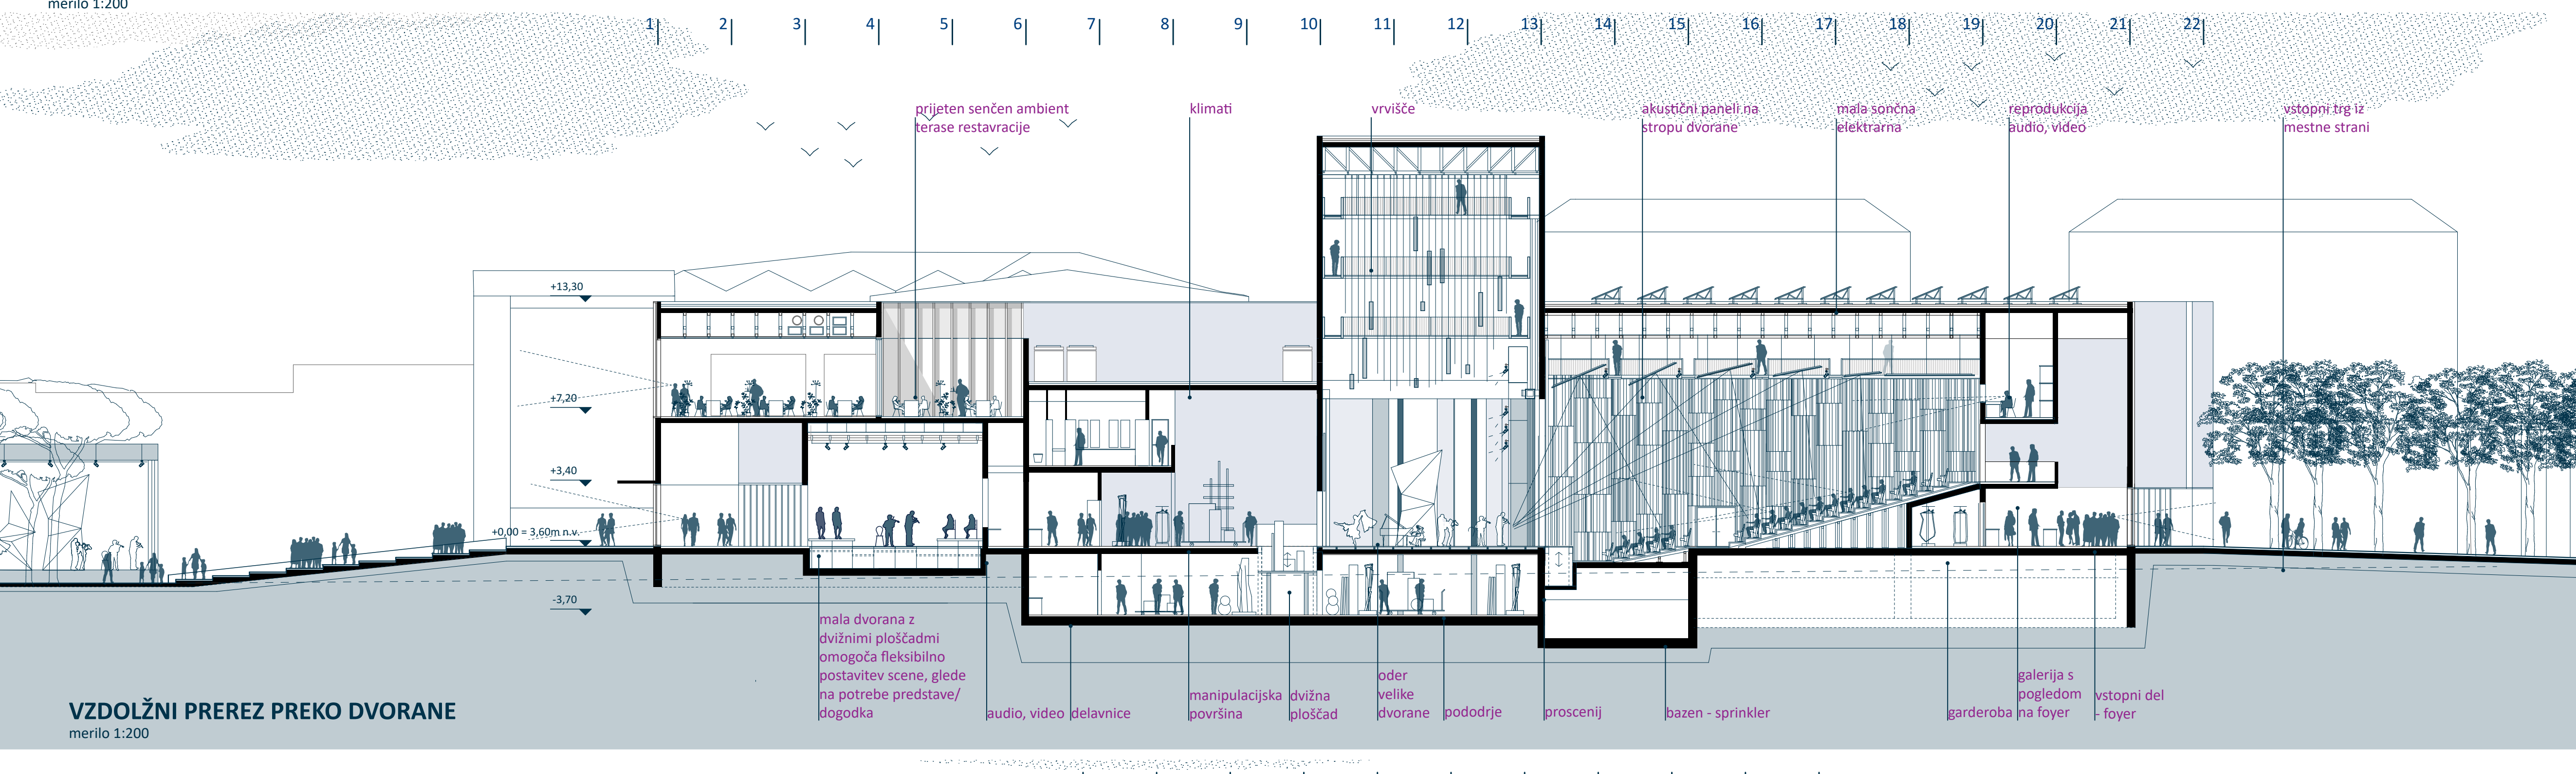 merilo 1:200
1 2 3 4 5 6 7 8 9 10 11 12 13 14 15 16 17 18 19 20 21 22
prijeten senčen ambient
terase restavracije
klimati
vrvišče
akustični paneli na
stropu dvorane
mala sončna
elektrarna
reprodukcija
audio, video
vstopni trg iz
mestne strani
+13,30
+7,20
+3,40
+0,00 = 3,60m n.v.
-3,70
mala dvorana z
dvižnimi ploščadmi
omogoča fleksibilno
postavitev scene, glede
na potrebe predstave/
dogodka
audio, video
delavnice
manipulacijska
površina
dvižna
ploščad
oder
velike
dvorane
pododrje
proscenij
bazen - sprinkler
garderoba
galerija s
pogledom
na foyer
vstopni del
- foyer
VZDOLŽNI PREREZ PREKO DVORANE
merilo 1:200